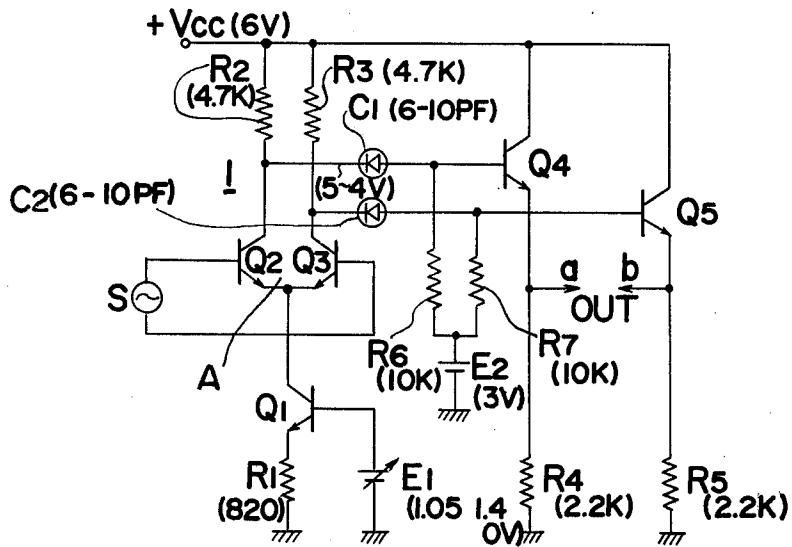 +Vcc(6V)
R2
(4.7K)
R3(4.7K)
C1(6-10PF)
1
(5~4V)
C2(6-10PF)
Q4
Q5
Q2
Q3
S
A
a
b
OUT
R6
(10K)
E2
(3V)
R7
(10K)
Q1
R1
(820)
E1
(1.05 1.4
0V)
R4
(2.2K)
R5
(2.2K)